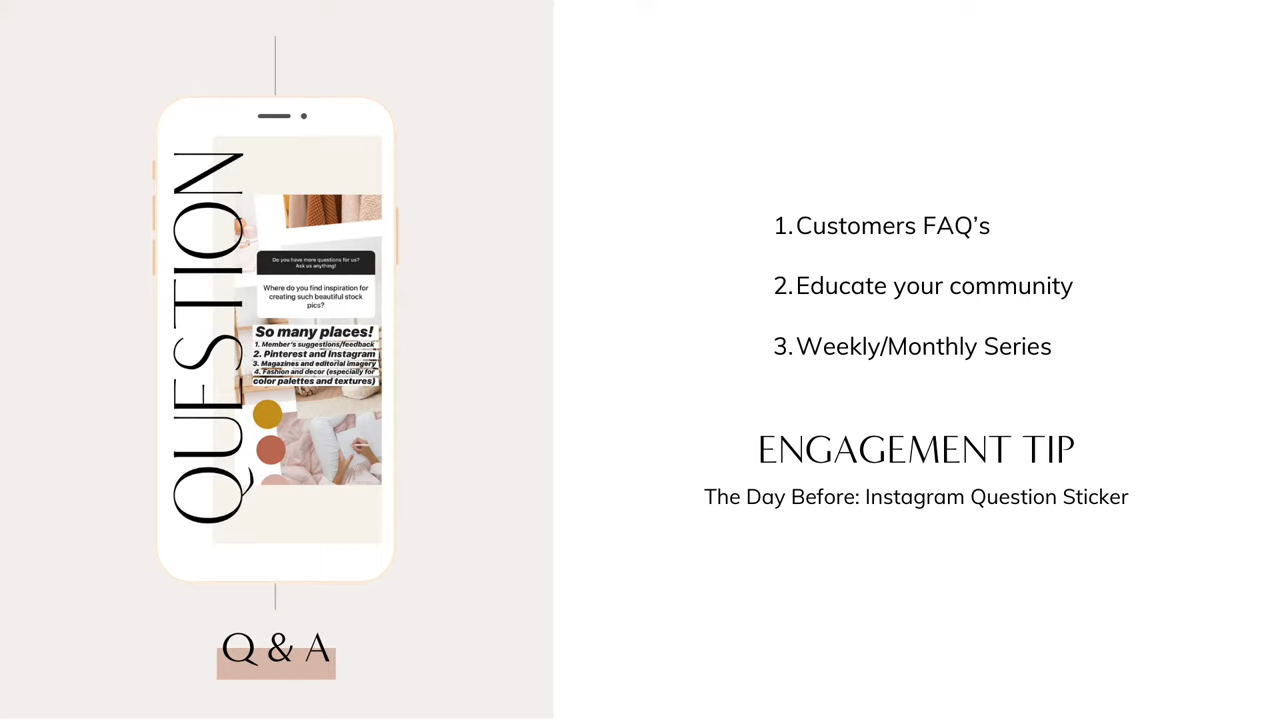 QUESTION
Do you have more questions for us?
Ask us anything!
Where do you find inspiration for
creating such beautiful stock
pics?
So many places!
1. Member's suggestions/feedback
2. Pinterest and Instagram
3. Magazines and editorial imagery
4. Fashion and decor (especially for
color palettes and textures)
Q & A
1. Customers FAQ’s
2. Educate your community
3. Weekly/Monthly Series
ENGAGEMENT TIP
The Day Before: Instagram Question Sticker